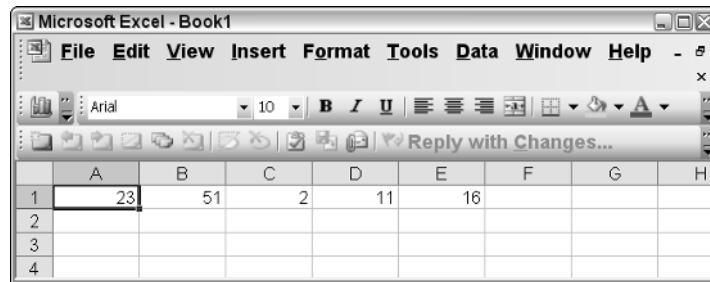 Microsoft Excel - Book1
File Edit View Insert Format Tools Data Window Help
Arial 10 B I U A
Reply with Changes...
A B C D E F G H
1 23 51 2 11 16
2
3
4